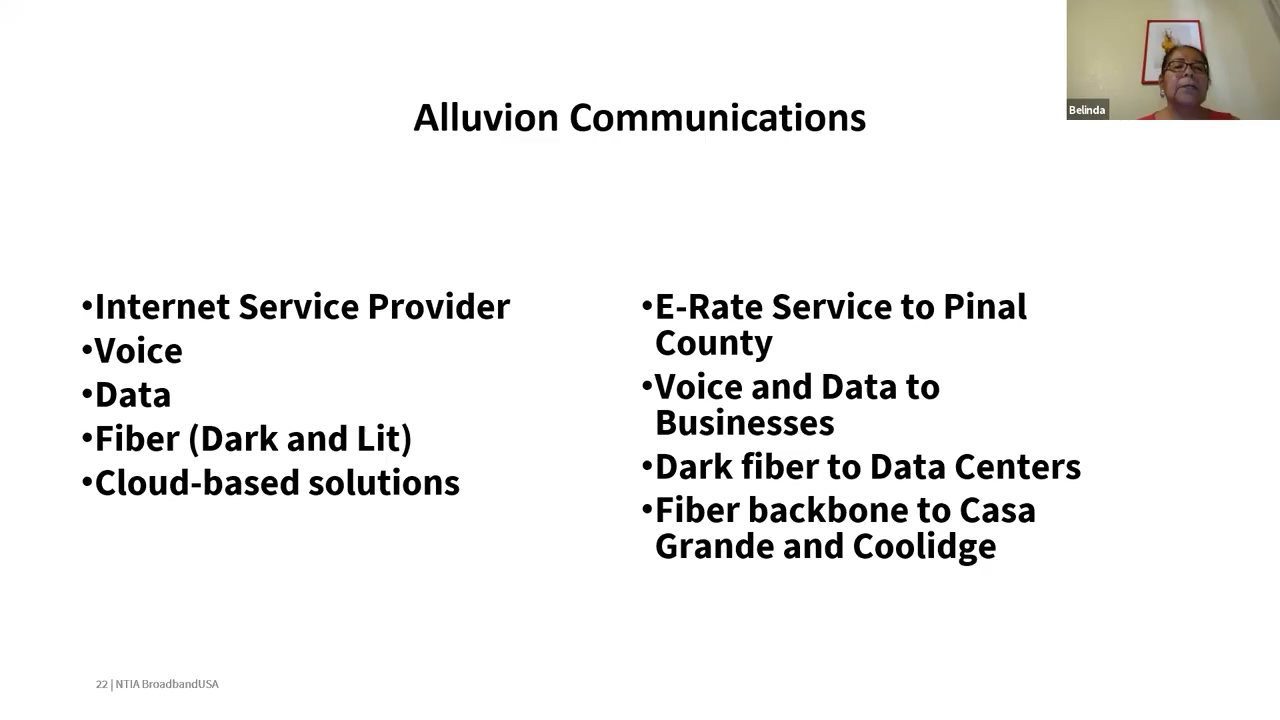 Alluvion Communications
Belinda
•Internet Service Provider
•Voice
•Data
•Fiber (Dark and Lit)
•Cloud-based solutions
•E-Rate Service to Pinal
County
•Voice and Data to
Businesses
•Dark fiber to Data Centers
•Fiber backbone to Casa
Grande and Coolidge
22 | NTIA BroadbandUSA